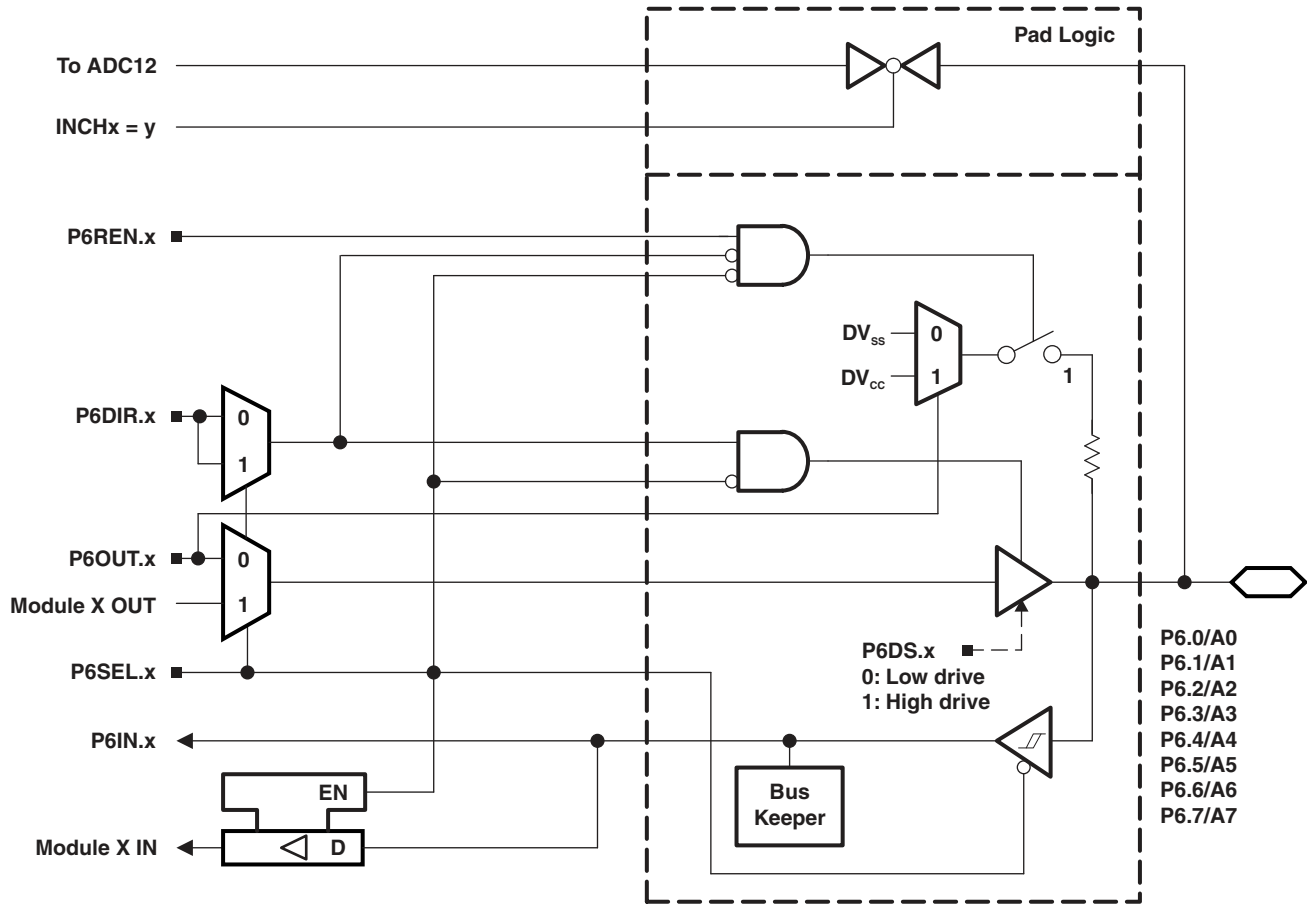 Pad Logic
To ADC12
INCHx = y
P6REN.x
DVss
0
DVcc
1
1
P6DIR.x
0
1
P6OUT.x
0
Module X OUT
1
P6SEL.x
P6DS.x
0: Low drive
1: High drive
P6IN.x
EN
Bus
Keeper
Module X IN
D
P6.0/A0
P6.1/A1
P6.2/A2
P6.3/A3
P6.4/A4
P6.5/A5
P6.6/A6
P6.7/A7